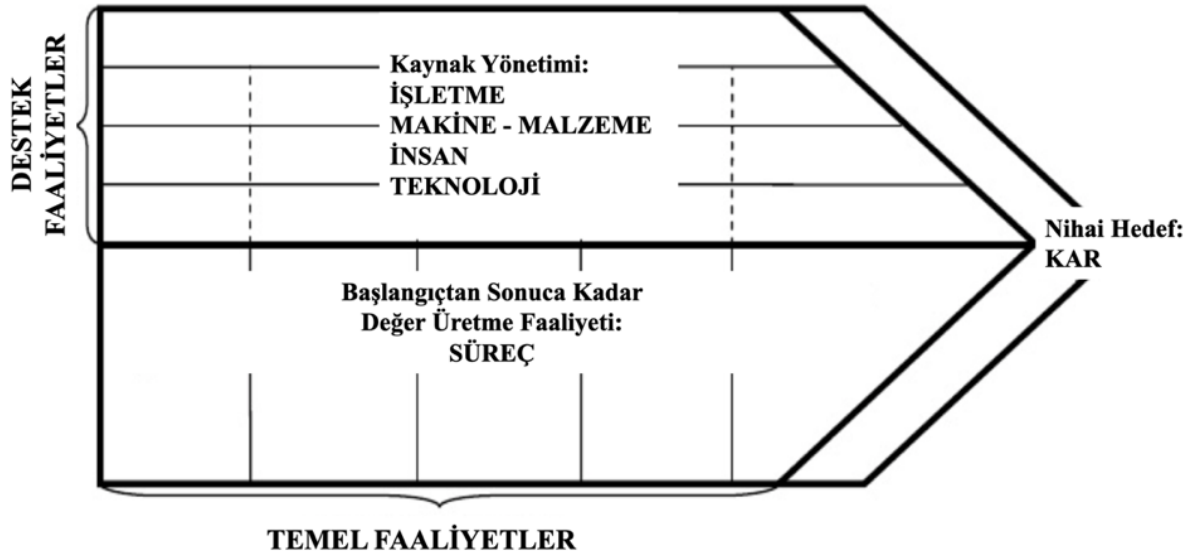 DESTEK
FAALİYETLER
Kaynak Yönetimi:
İŞLETME
MAKİNE - MALZEME
İNSAN
TEKNOLOJİ
Nihai Hedef:
KAR
Başlangıçtan Sonuca Kadar
Değer Üretme Faaliyeti:
SÜREÇ
TEMEL FAALİYETLER